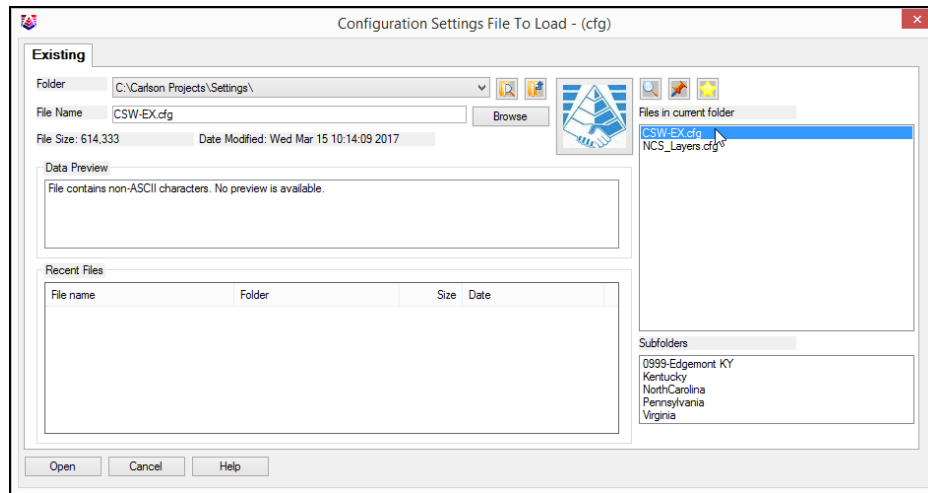 Configuration Settings File To Load - (cfg)
Existing
Folder
C:\Carlson Projects\Settings\
File Name
CSW-EX.cfg
Browse
File Size: 614,333
Date Modified: Wed Mar 15 10:14:09 2017
Data Preview
File contains non-ASCII characters. No preview is available.
Recent Files
File name
Folder
Size
Date
Files in current folder
CSW-EX.cfg
NCS_Layers.cfg
Subfolders
0999-Edgemont KY
Kentucky
NorthCarolina
Pennsylvania
Virginia
Open
Cancel
Help